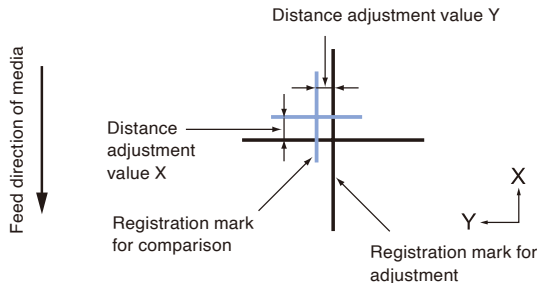 Distance adjustment value Y
Feed direction of media
Distance
adjustment
value X
X
Y
Registration mark
for comparison
Registration mark for
adjustment